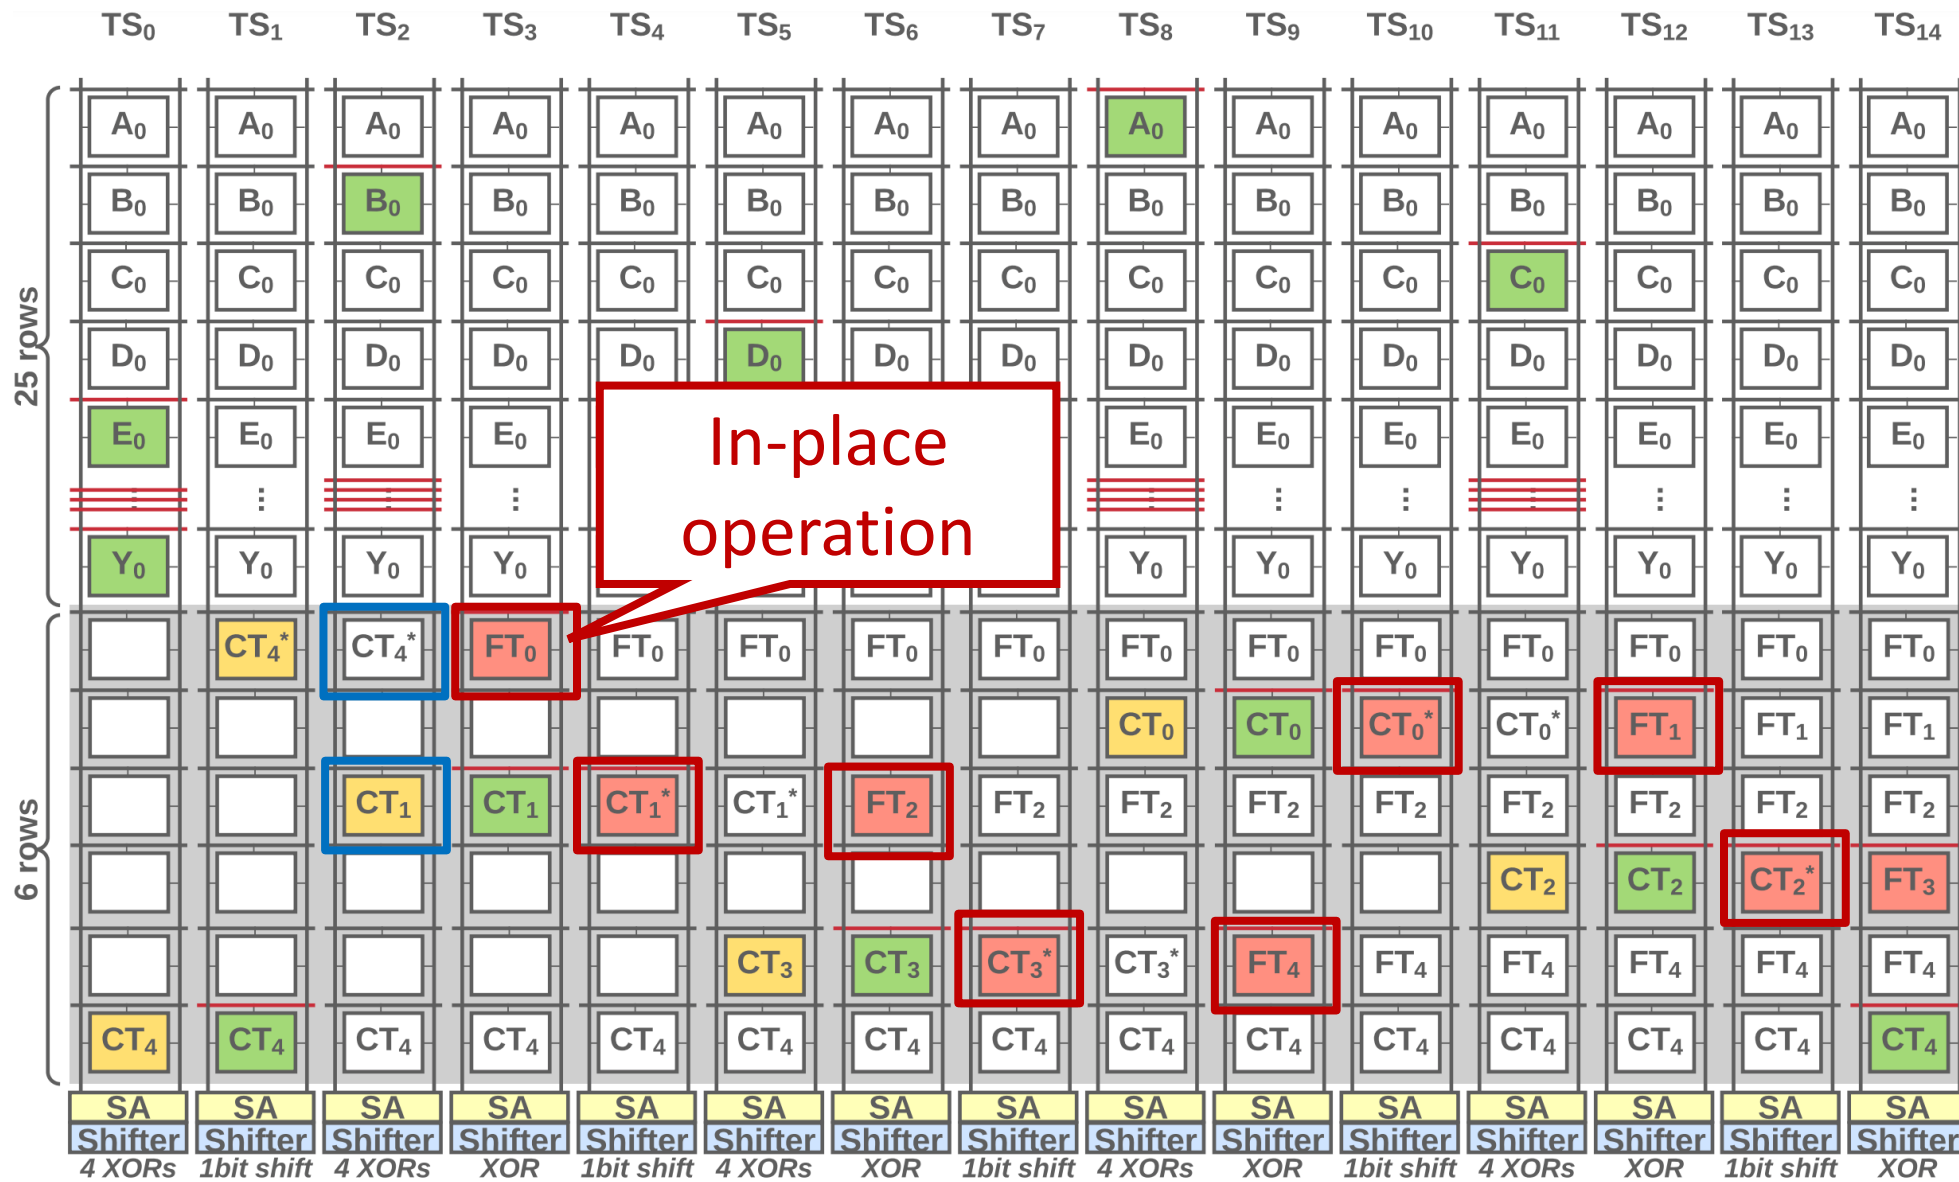 TS0 TS1 TS2 TS3 TS4 TS5 TS6 TS7 TS8 TS9 TS10 TS11 TS12 TS13 TS14
A0 A0 A0 A0 A0 A0 A0 A0 A0 A0 A0 A0 A0 A0 A0
B0 B0 B0 B0 B0 B0 B0 B0 B0 B0 B0 B0 B0 B0 B0
C0 C0 C0 C0 C0 C0 C0 C0 C0 C0 C0 C0 C0 C0 C0
25 rows
D0 D0 D0 D0 D0 D0 D0 D0 D0 D0 D0 D0 D0 D0 D0
E0 E0 E0 E0 E0 E0 E0 E0 E0 E0 E0
In-place
operation
Y0 Y0 Y0 Y0 Y0 Y0 Y0 Y0 Y0 Y0 Y0
CT4* CT4* FT0 FT0 FT0 FT0 FT0 FT0 FT0 FT0 FT0 FT0 FT0 FT0
CT0 CT0 CT0* CT0* FT1 FT1 FT1
CT1 CT1 CT1* CT1* FT2 FT2 FT2 FT2 FT2 FT2 FT2 FT2 FT2
6 rows
CT2 CT2 CT2* FT3
CT3 CT3 CT3* CT3* FT4 FT4 FT4 FT4 FT4 FT4
CT4 CT4 CT4 CT4 CT4 CT4 CT4 CT4 CT4 CT4 CT4 CT4 CT4 CT4 CT4
SA SA SA SA SA SA SA SA SA SA SA SA SA SA SA
Shifter Shifter Shifter Shifter Shifter Shifter Shifter Shifter Shifter Shifter Shifter Shifter Shifter Shifter Shifter
4 XORs 1bit shift 4 XORs XOR 1bit shift 4 XORs XOR 1bit shift 4 XORs XOR 1bit shift 4 XORs XOR 1bit shift XOR